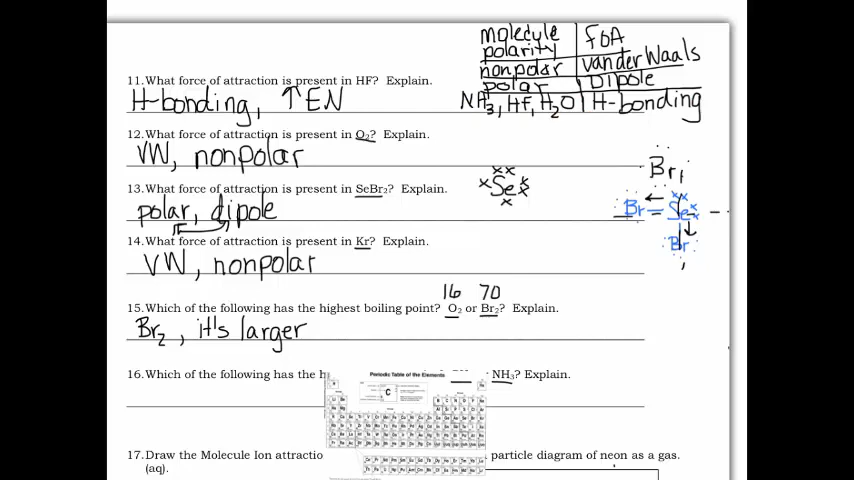 molecule polarity | FOA
nonpolar | van der Waals
polar | Dipole
NH3, HF, H2O | H-bonding
11. What force of attraction is present in HF? Explain.
H-bonding, ↑EN
12. What force of attraction is present in O2? Explain.
VW, nonpolar
13. What force of attraction is present in SeBr2? Explain.
polar, dipole
Se
Br
Br Se
Br
14. What force of attraction is present in Kr? Explain.
VW, nonpolar
16 70
15. Which of the following has the highest boiling point? O2 or Br2? Explain.
Br2, it's larger
16. Which of the following has the h NH3? Explain.
Periodic Table of the Elements
C
17. Draw the Molecule Ion attractio particle diagram of neon as a gas.
(aq).